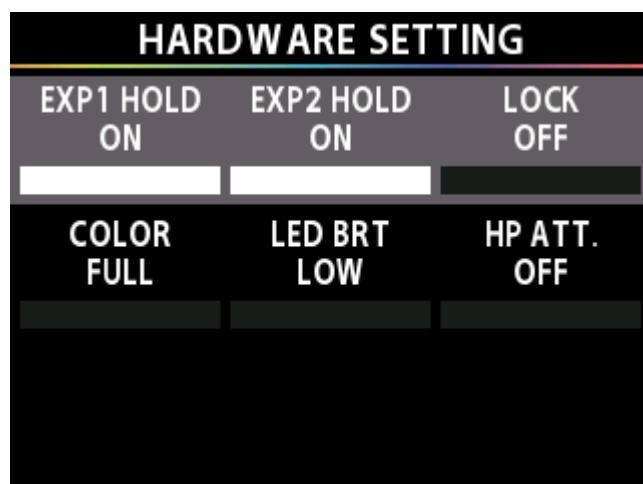 HARDWARE SETTING
EXP1 HOLD
ON
EXP2 HOLD
ON
LOCK
OFF
COLOR
FULL
LED BRT
LOW
HP ATT.
OFF